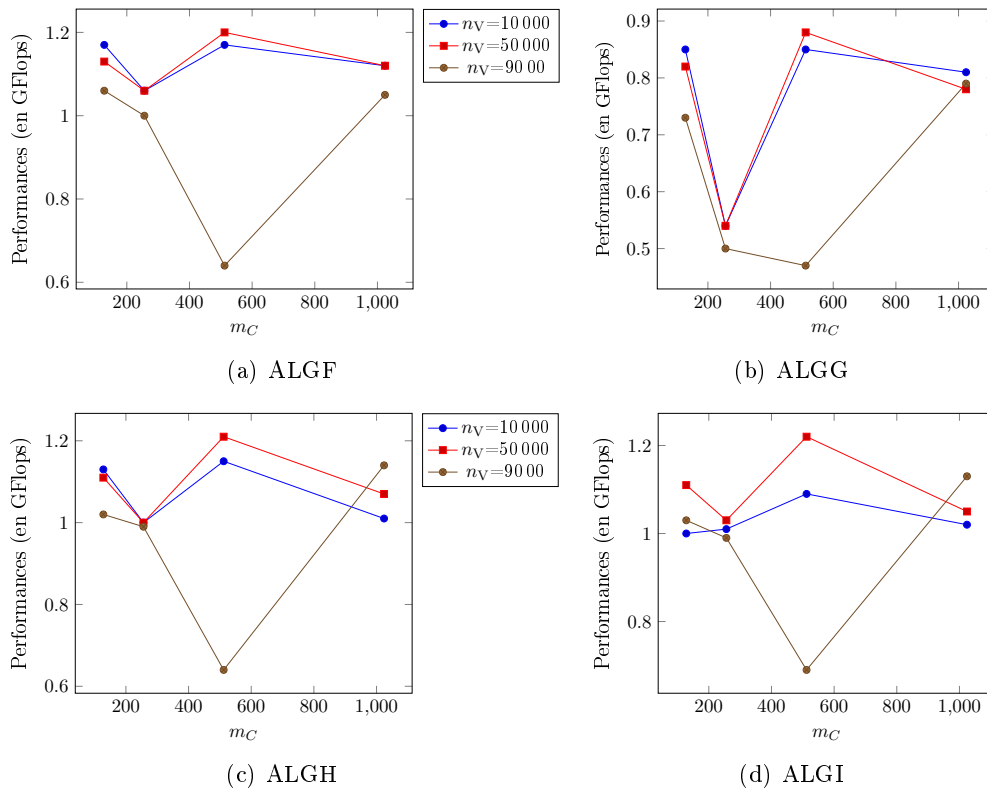 Performances (en GFlops)
1.2
1
0.8
0.6
200
400
600
800
1,000
m_C
n_V=10 000
n_V=50 000
n_V=90 00
(a) ALGF
Performances (en GFlops)
0.9
0.8
0.7
0.6
0.5
200
400
600
800
1,000
m_C
(b) ALGG
Performances (en GFlops)
1.2
1
0.8
0.6
200
400
600
800
1,000
m_C
n_V=10 000
n_V=50 000
n_V=90 00
(c) ALGH
Performances (en GFlops)
1.2
1
0.8
200
400
600
800
1,000
m_C
(d) ALGI